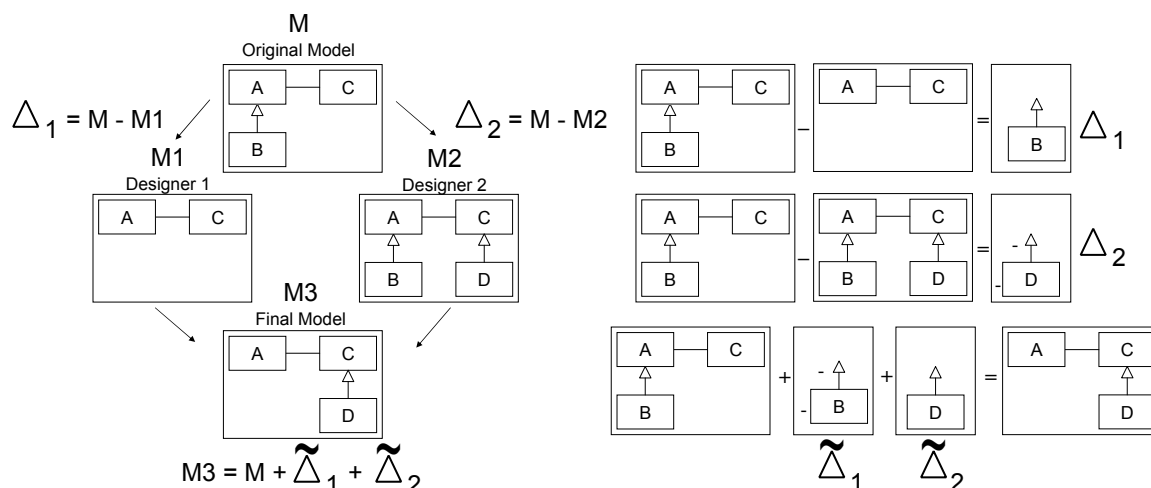 M
Original Model
A C
B
Δ1 = M - M1
Δ2 = M - M2
M1
Designer 1
A C
M2
Designer 2
A C
B D
M3
Final Model
A C
D
M3 = M + Δ̃1 + Δ̃2
A C A C
B – = B Δ1
A C A C
B – B D = - - D Δ2
A C A C
B + - - B + D = D
Δ̃1 Δ̃2